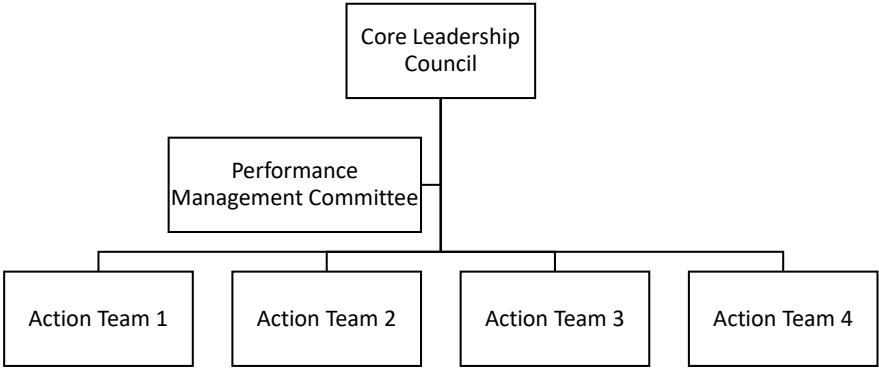 Core Leadership
Council
Performance
Management Committee
Action Team 1
Action Team 2
Action Team 3
Action Team 4